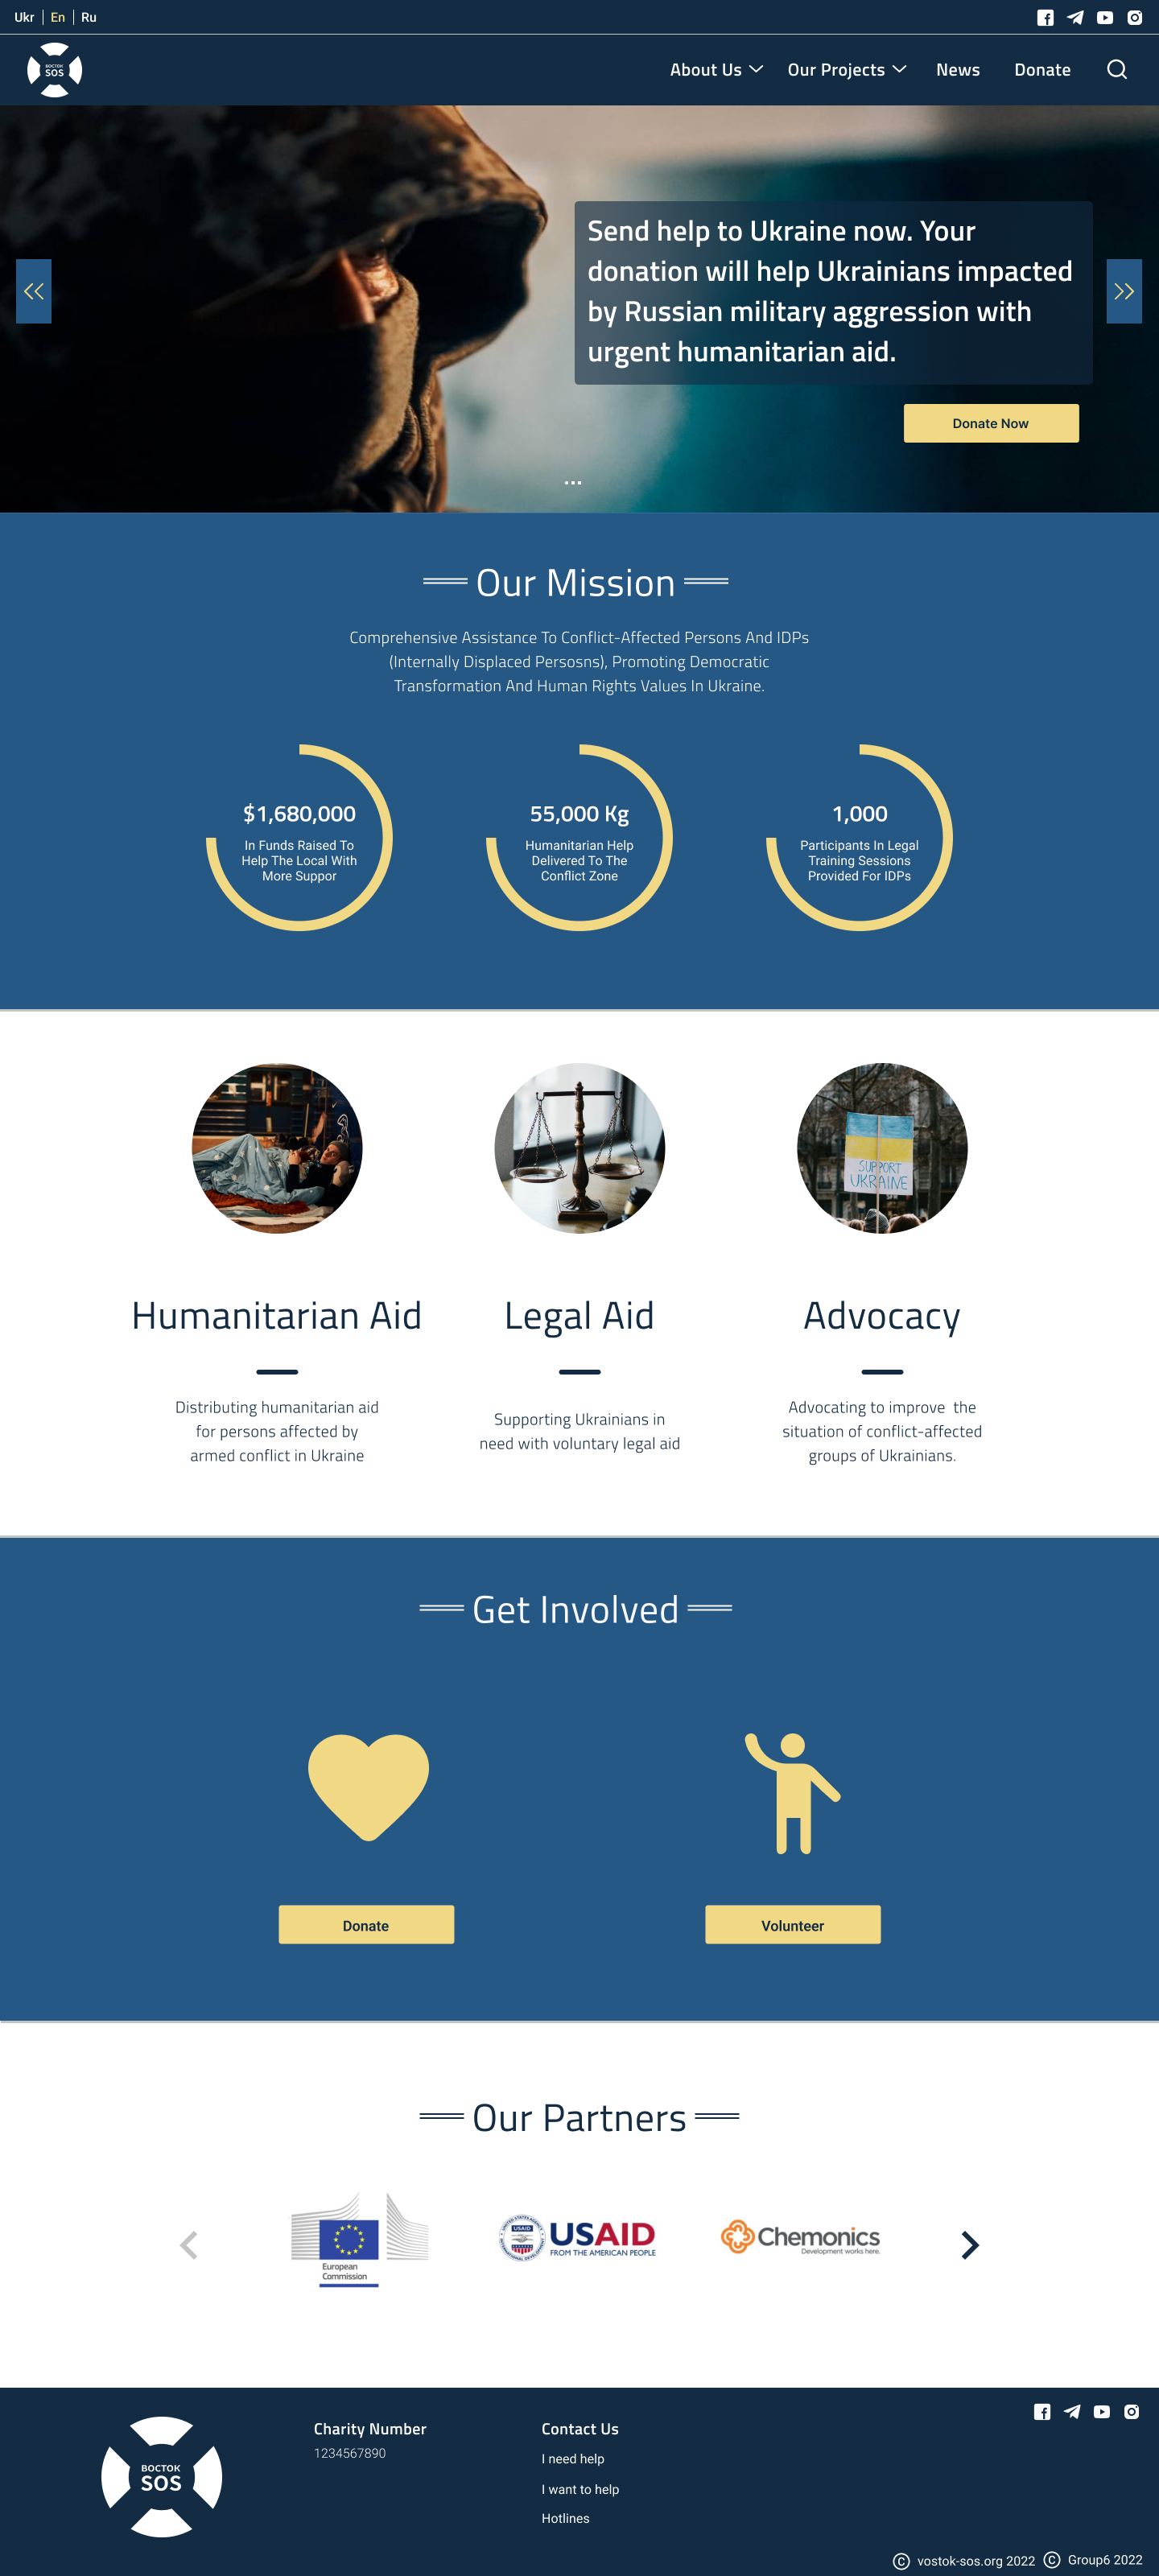 Ukr
En
Ru
ВОСТОК
SOS
About Us
Our Projects
News
Donate
Send help to Ukraine now. Your
donation will help Ukrainians impacted
by Russian military aggression with
urgent humanitarian aid.
Donate Now
Our Mission
Comprehensive Assistance To Conflict-Affected Persons And IDPs
(Internally Displaced Persosns), Promoting Democratic
Transformation And Human Rights Values In Ukraine.
$1,680,000
In Funds Raised To
Help The Local With
More Suppor
55,000 Kg
Humanitarian Help
Delivered To The
Conflict Zone
1,000
Participants In Legal
Training Sessions
Provided For IDPs
SUPPORT
UKRAINE
Humanitarian Aid
Distributing humanitarian aid
for persons affected by
armed conflict in Ukraine
Legal Aid
Supporting Ukrainians in
need with voluntary legal aid
Advocacy
Advocating to improve  the
situation of conflict-affected
groups of Ukrainians.
Get Involved
Donate
Volunteer
Our Partners
European
Commission
USAID
USAID
FROM THE AMERICAN PEOPLE
Chemonics
Development works here.
ВОСТОК
SOS
Charity Number
1234567890
Contact Us
I need help
I want to help
Hotlines
© vostok-sos.org 2022
© Group6 2022